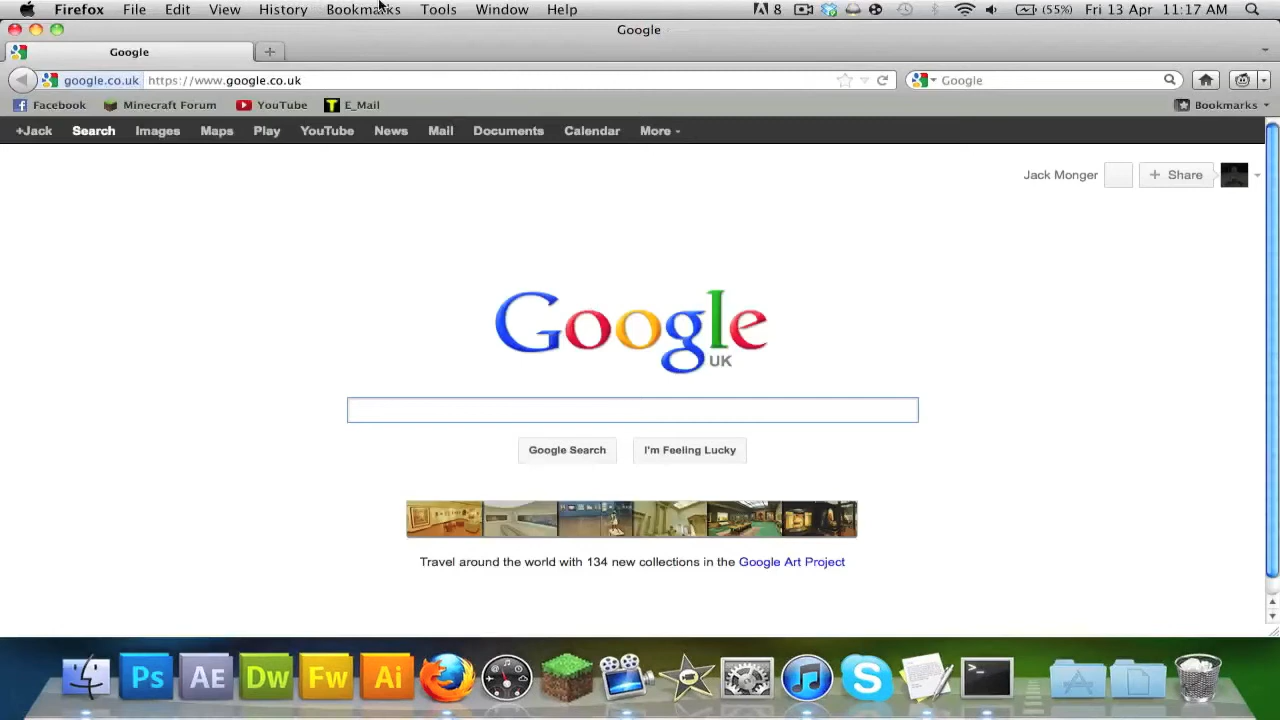 Firefox File Edit View History Bookmarks Tools Window Help 8 (55%) Fri 13 Apr 11:17 AM
Google
Google
google.co.uk https://www.google.co.uk Google
Facebook Minecraft Forum YouTube E_Mail Bookmarks
+Jack Search Images Maps Play YouTube News Mail Documents Calendar More
Jack Monger + Share
Google
UK
Google Search I'm Feeling Lucky
Travel around the world with 134 new collections in the Google Art Project
Ps AE Dw Fw Ai S >_